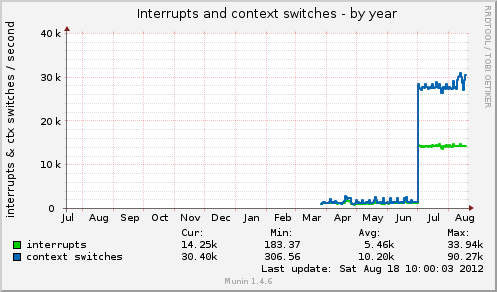 Interrupts and context switches - by year
RRDTOOL / TOBI OETIKER
interrupts & ctx switches / second
40 k
30 k
20 k
10 k
0
Jul Aug Sep Oct Nov Dec Jan Feb Mar Apr May Jun Jul Aug
Cur: Min: Avg: Max:
interrupts 14.25k 183.37 5.46k 33.94k
context switches 30.40k 306.56 10.20k 90.27k
Last update: Sat Aug 18 10:00:03 2012
Munin 1.4.6